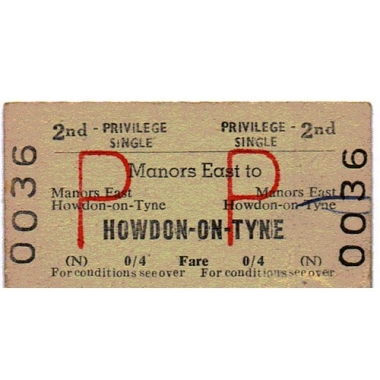 2nd - PRIVILEGE PRIVILEGE - 2nd
SINGLE SINGLE
Manors East to
Manors East Manors East
Howdon-on-Tyne Howdon-on-Tyne
HOWDON-ON-TYNE
(N) 0/4 Fare 0/4 (N)
For conditions see over For conditions see over
P P
0036 0036